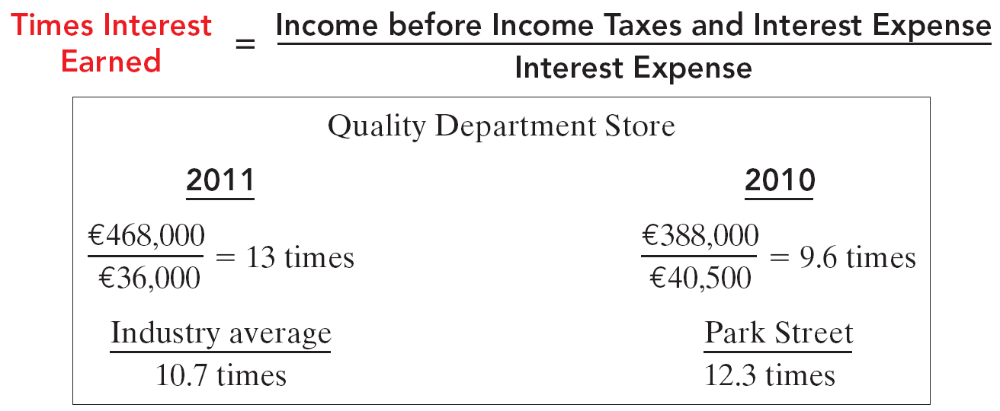 Times Interest Earned = Income before Income Taxes and Interest Expense
Interest Expense
Quality Department Store
2011
€468,000
€36,000
= 13 times
2010
€388,000
€40,500
= 9.6 times
Industry average
10.7 times
Park Street
12.3 times